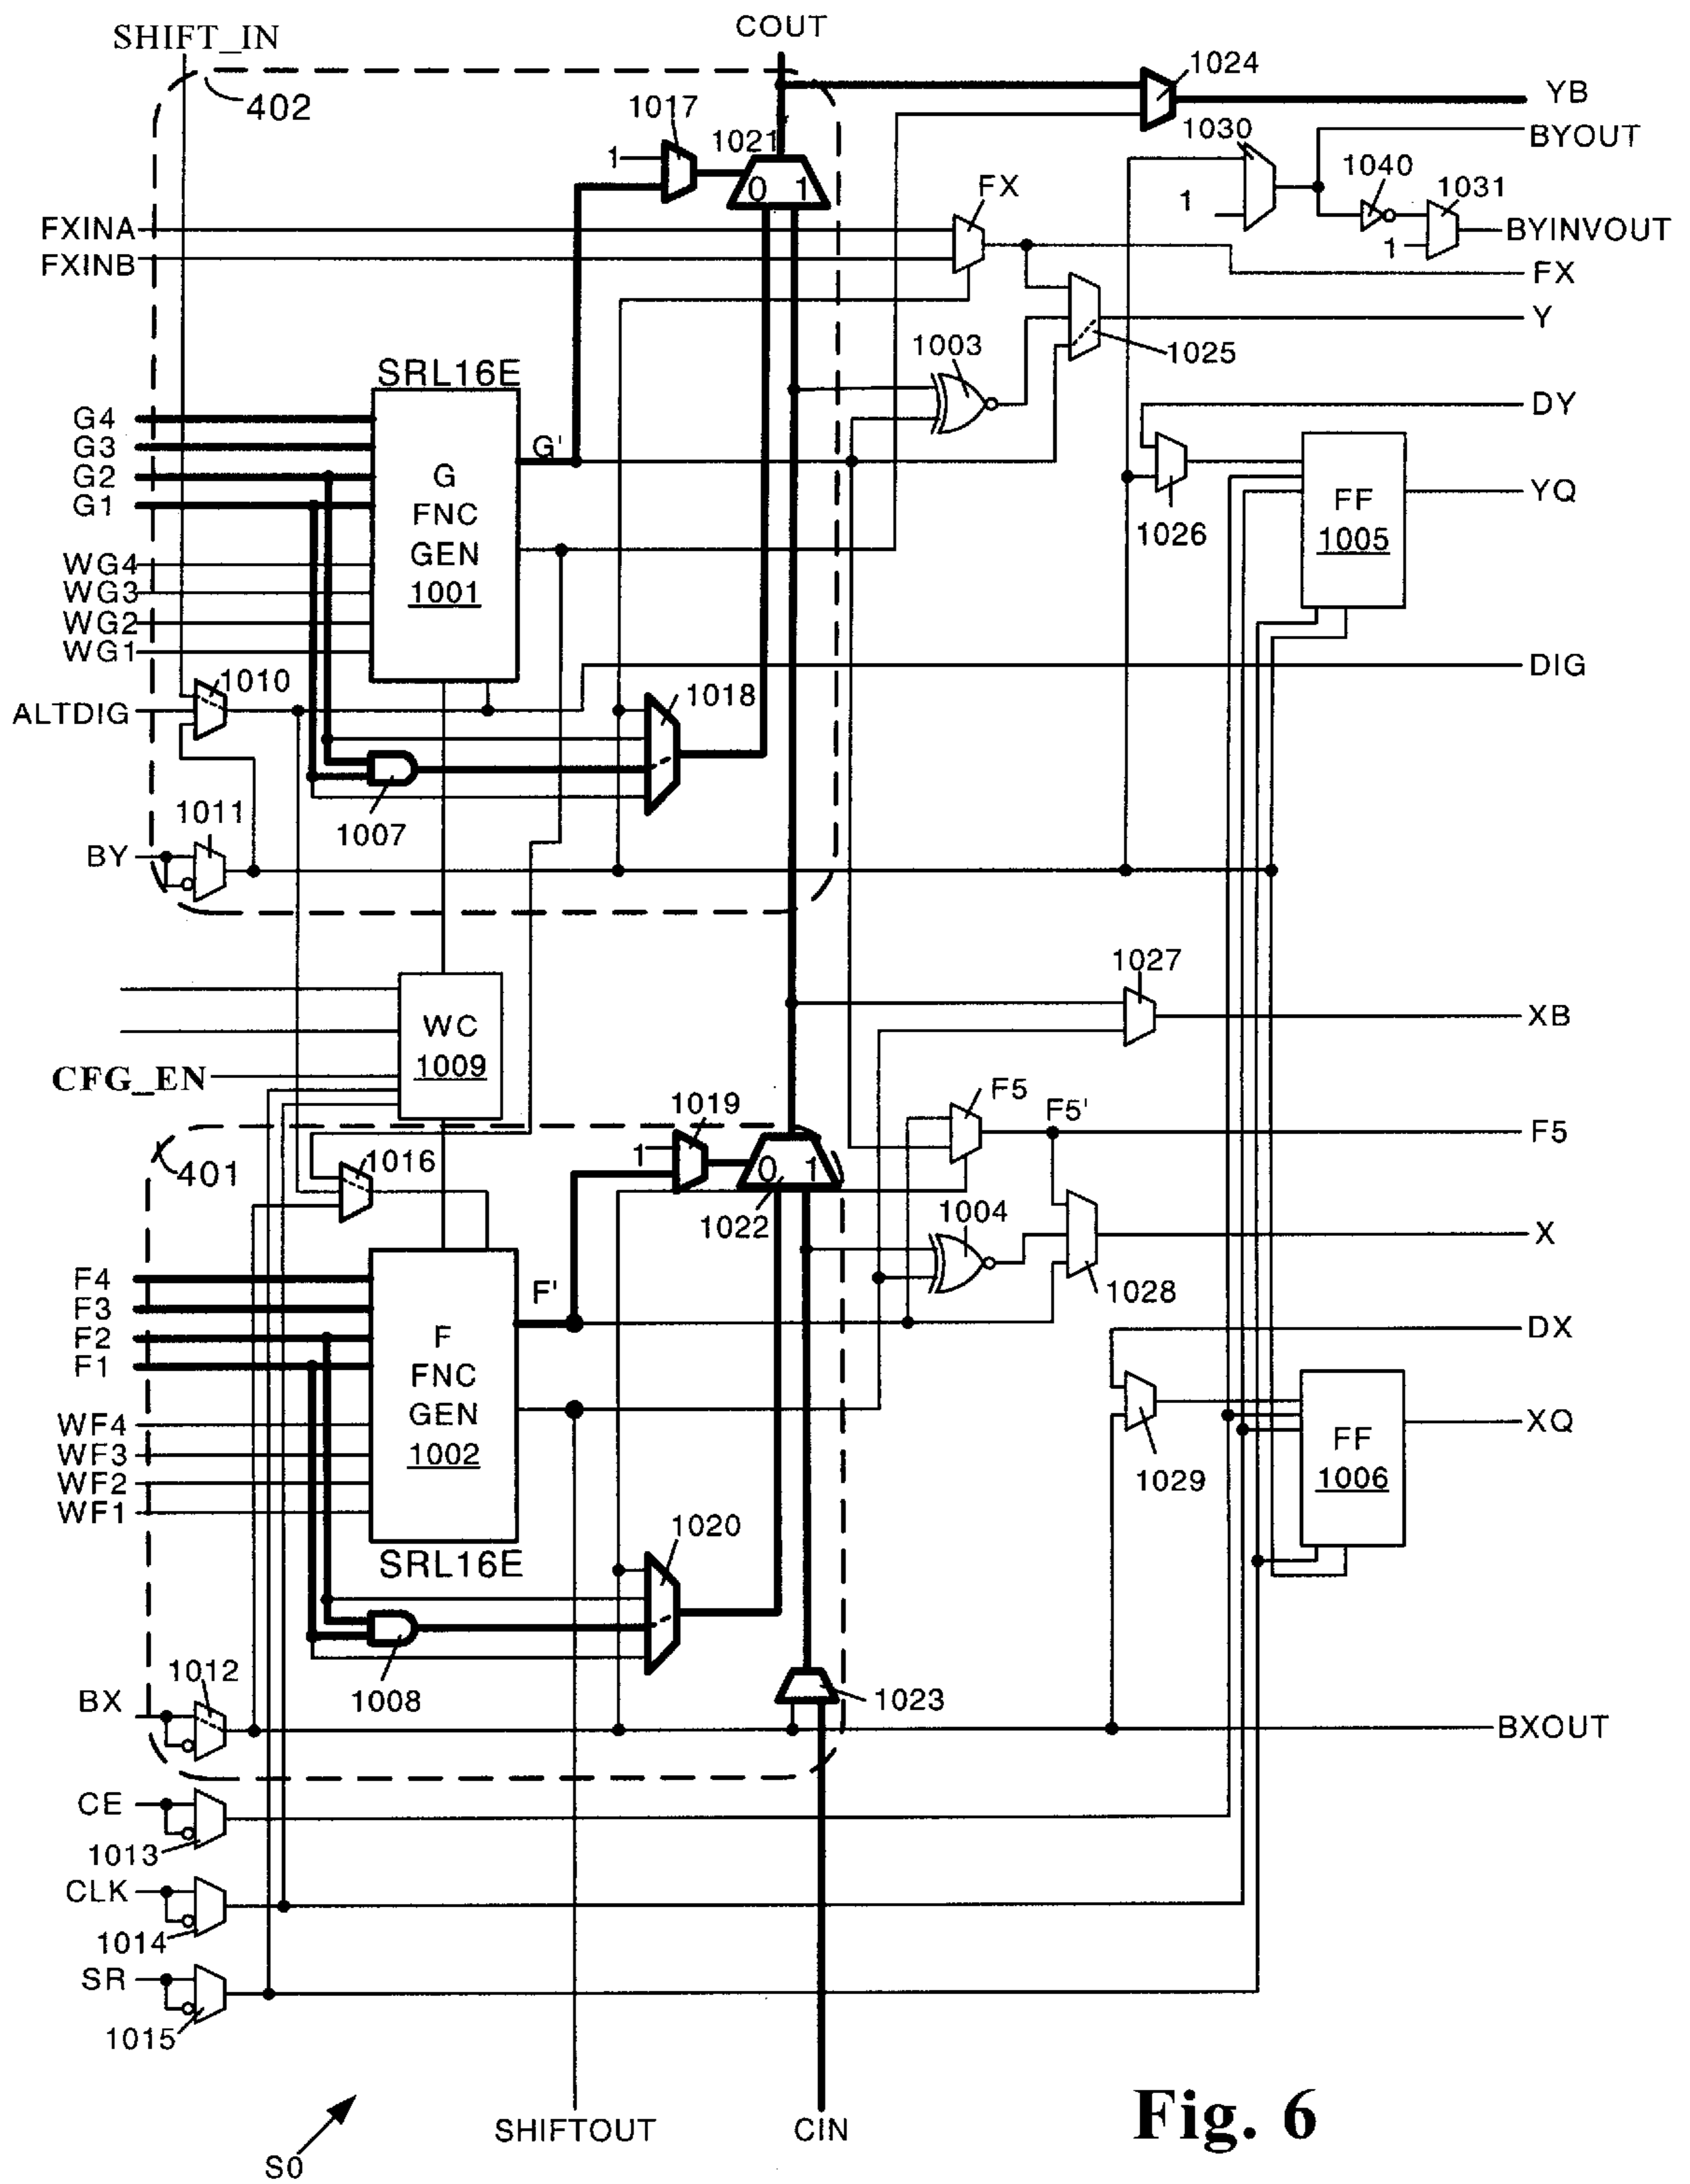 SHIFT_IN
COUT
402
1017
1021
1024
YB
1030
BYOUT
1
0 1
FX
1
1040
1031
FXINA
BYINVOUT
FXINB
1
FX
Y
1003
1025
SRL16E
DY
G4
G3
G2
G1
G'
G
FNC
GEN
1001
1026
FF
1005
YQ
WG4
WG3
WG2
WG1
DIG
1010
1018
ALTDIG
1011
1007
BY
1027
WC
1009
XB
CFG_EN
1019
F5
F5'
F5
401
1016
1
0 1
1022
1004
X
1028
F4
F3
F2
F1
F'
F
FNC
GEN
1002
DX
FF
1006
XQ
1029
WF4
WF3
WF2
WF1
SRL16E
1020
1012
1008
BX
1023
BXOUT
CE
1013
CLK
1014
SR
1015
SHIFTOUT
CIN
S0
Fig. 6